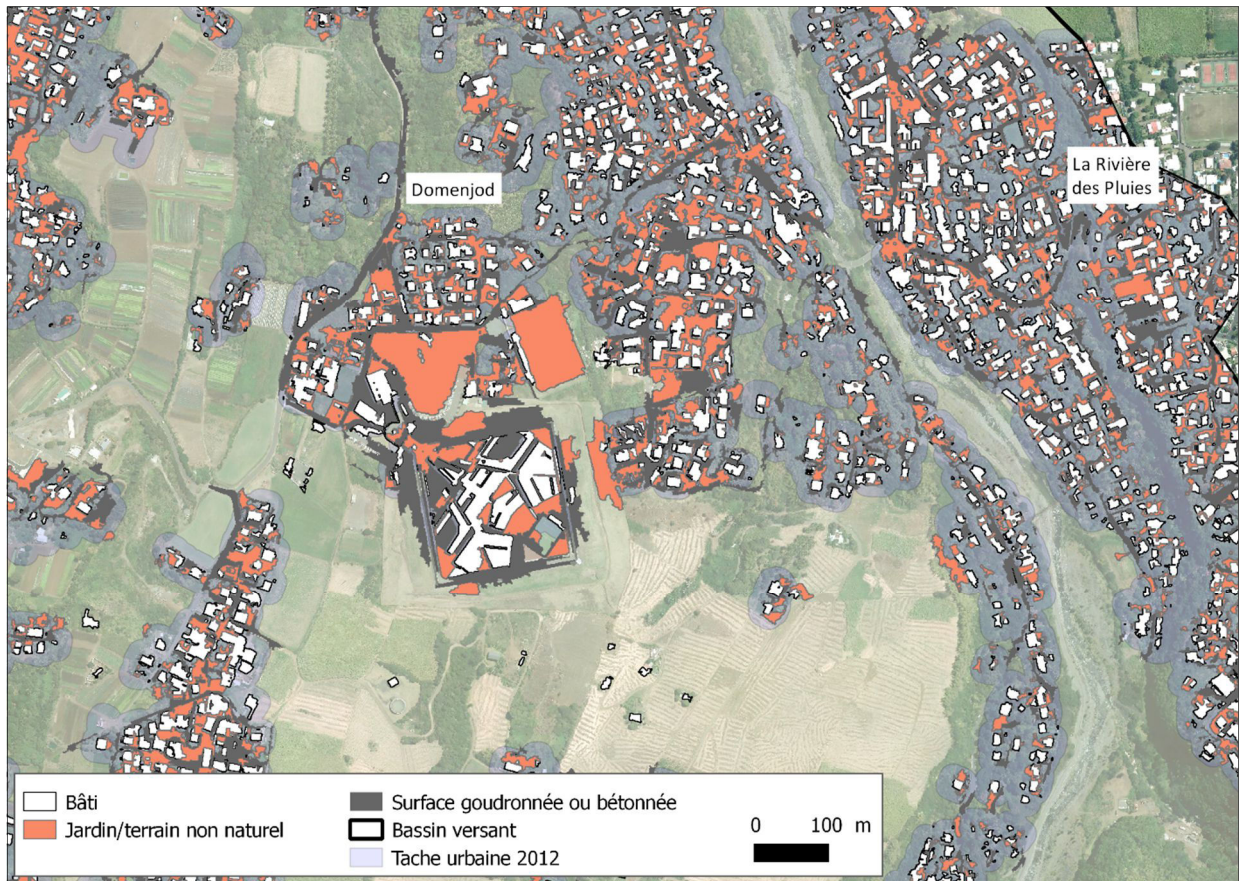 Domenjod
La Rivière
des Pluies
Bâti
Jardin/terrain non naturel
Surface goudronnée ou bétonnée
Bassin versant
Tache urbaine 2012
0 100 m